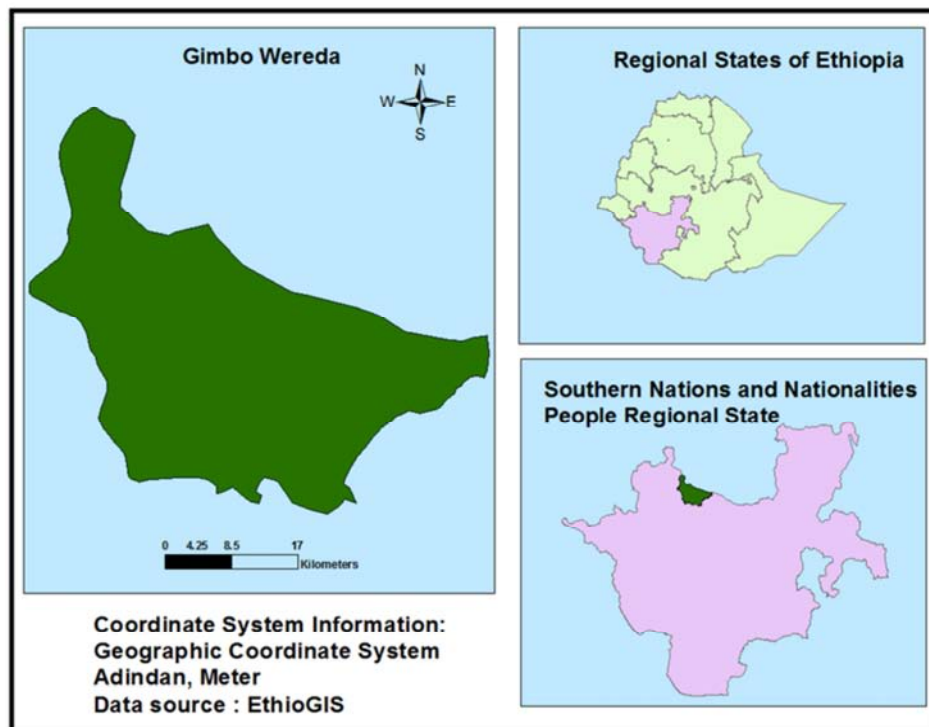 Gimbo Wereda
N
W E
S
0 4.25 8.5 17
Kilometers
Coordinate System Information:
Geographic Coordinate System
Adindan, Meter
Data source : EthioGIS
Regional States of Ethiopia
Southern Nations and Nationalities
People Regional State